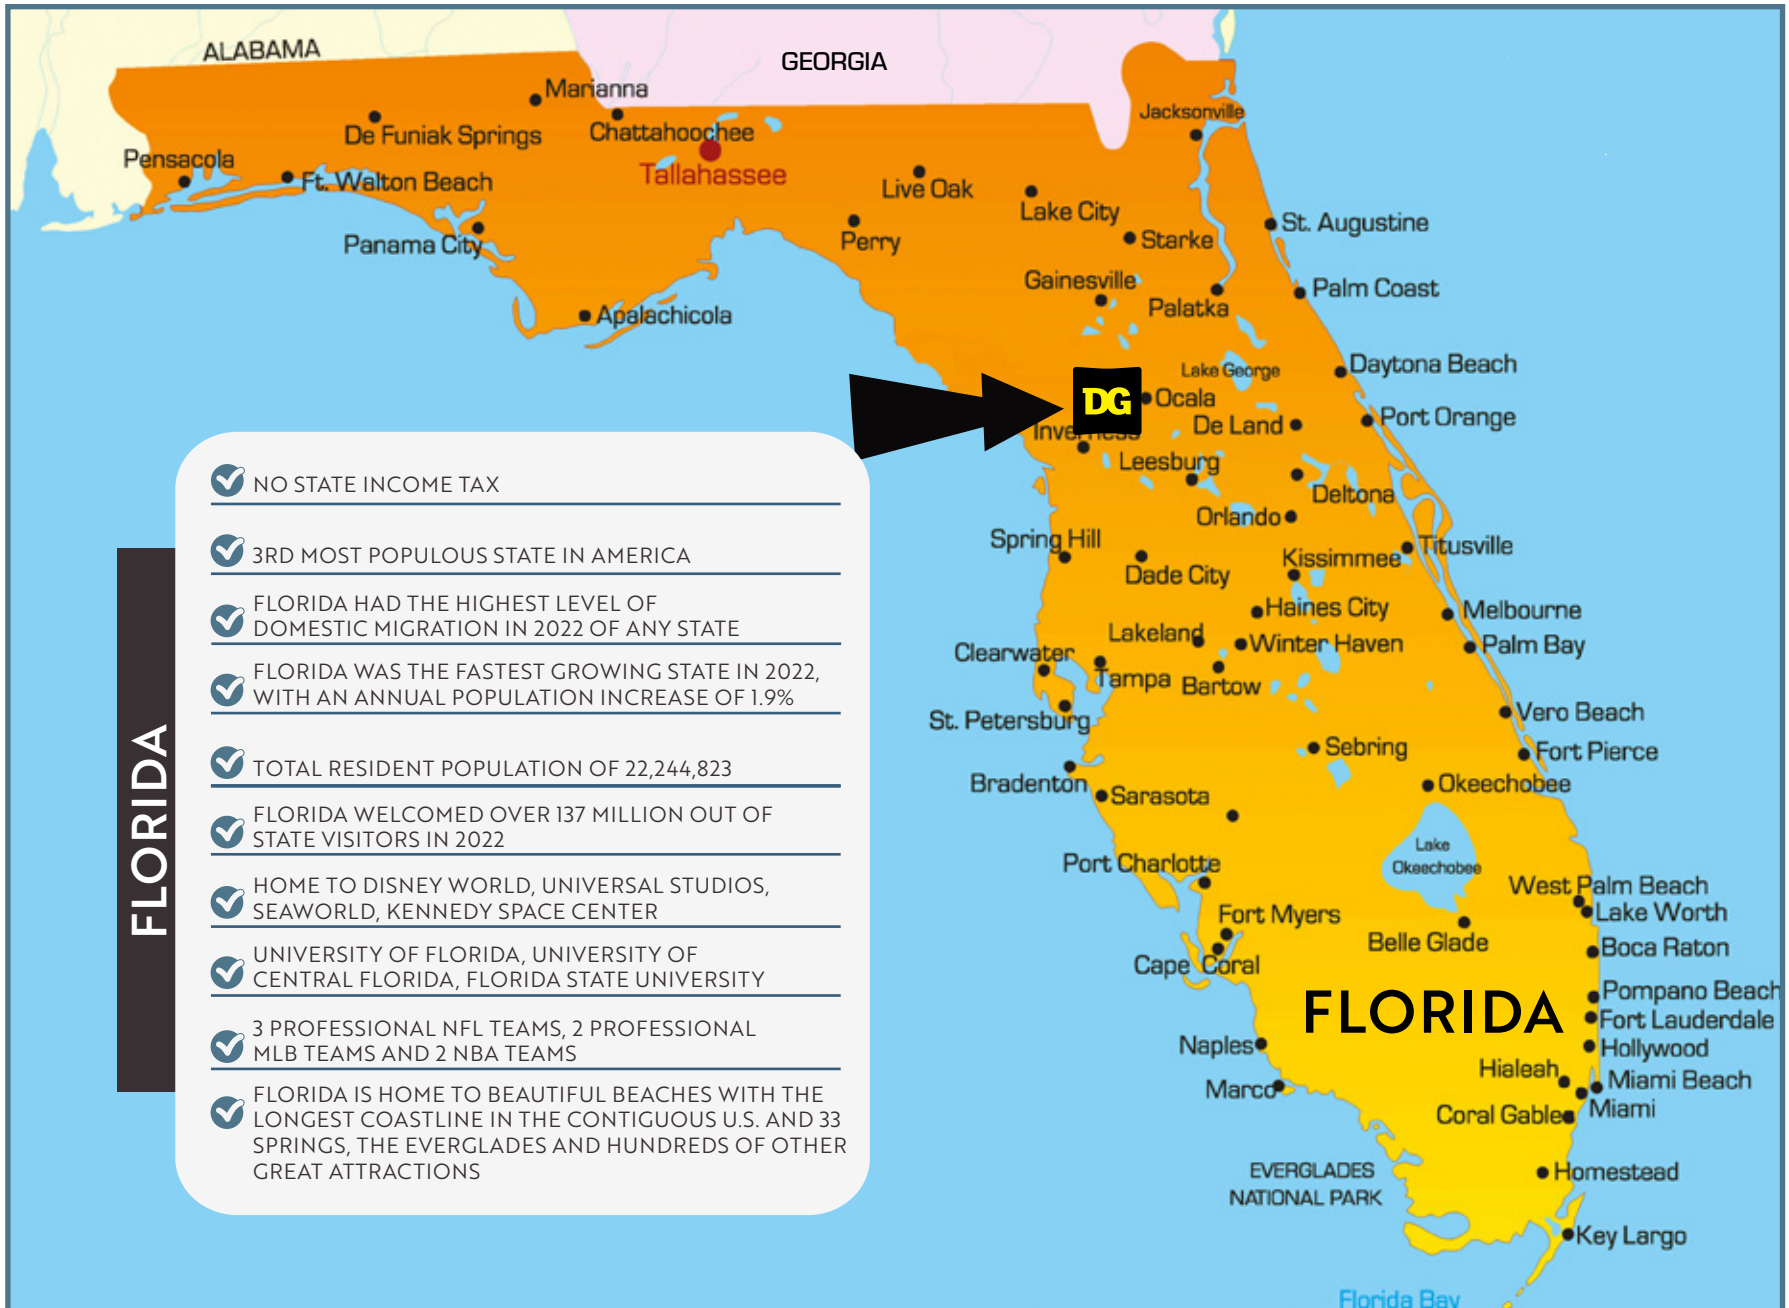 ALABAMA
GEORGIA
Marianna
De Funiak Springs
Chattahoochee
Jacksonville
Pensacola
Ft. Walton Beach
Tallahassee
Live Oak
Lake City
Panama City
Perry
Starke
St. Augustine
Gainesville
Palatka
Palm Coast
Apalachicola
Lake George
Daytona Beach
DG
Ocala
De Land
Port Orange
Inverness
Leesburg
Deltona
Orlando
Spring Hill
Dade City
Kissimmee
Titusville
Haines City
Melbourne
Lakeland
Winter Haven
Palm Bay
Clearwater
Tampa
Bartow
St. Petersburg
Vero Beach
Sebring
Fort Pierce
Bradenton
Sarasota
Okeechobee
Port Charlotte
Lake
Okeechobee
West Palm Beach
Lake Worth
Fort Myers
Belle Glade
Boca Raton
Cape Coral
FLORIDA
Pompano Beach
Fort Lauderdale
Naples
Hollywood
Hialeah
Miami Beach
Marco
Coral Gable
Miami
EVERGLADES
NATIONAL PARK
Homestead
Key Largo
Florida Bay
FLORIDA
NO STATE INCOME TAX
3RD MOST POPULOUS STATE IN AMERICA
FLORIDA HAD THE HIGHEST LEVEL OF
DOMESTIC MIGRATION IN 2022 OF ANY STATE
FLORIDA WAS THE FASTEST GROWING STATE IN 2022,
WITH AN ANNUAL POPULATION INCREASE OF 1.9%
TOTAL RESIDENT POPULATION OF 22,244,823
FLORIDA WELCOMED OVER 137 MILLION OUT OF
STATE VISITORS IN 2022
HOME TO DISNEY WORLD, UNIVERSAL STUDIOS,
SEAWORLD, KENNEDY SPACE CENTER
UNIVERSITY OF FLORIDA, UNIVERSITY OF
CENTRAL FLORIDA, FLORIDA STATE UNIVERSITY
3 PROFESSIONAL NFL TEAMS, 2 PROFESSIONAL
MLB TEAMS AND 2 NBA TEAMS
FLORIDA IS HOME TO BEAUTIFUL BEACHES WITH THE
LONGEST COASTLINE IN THE CONTIGUOUS U.S. AND 33
SPRINGS, THE EVERGLADES AND HUNDREDS OF OTHER
GREAT ATTRACTIONS